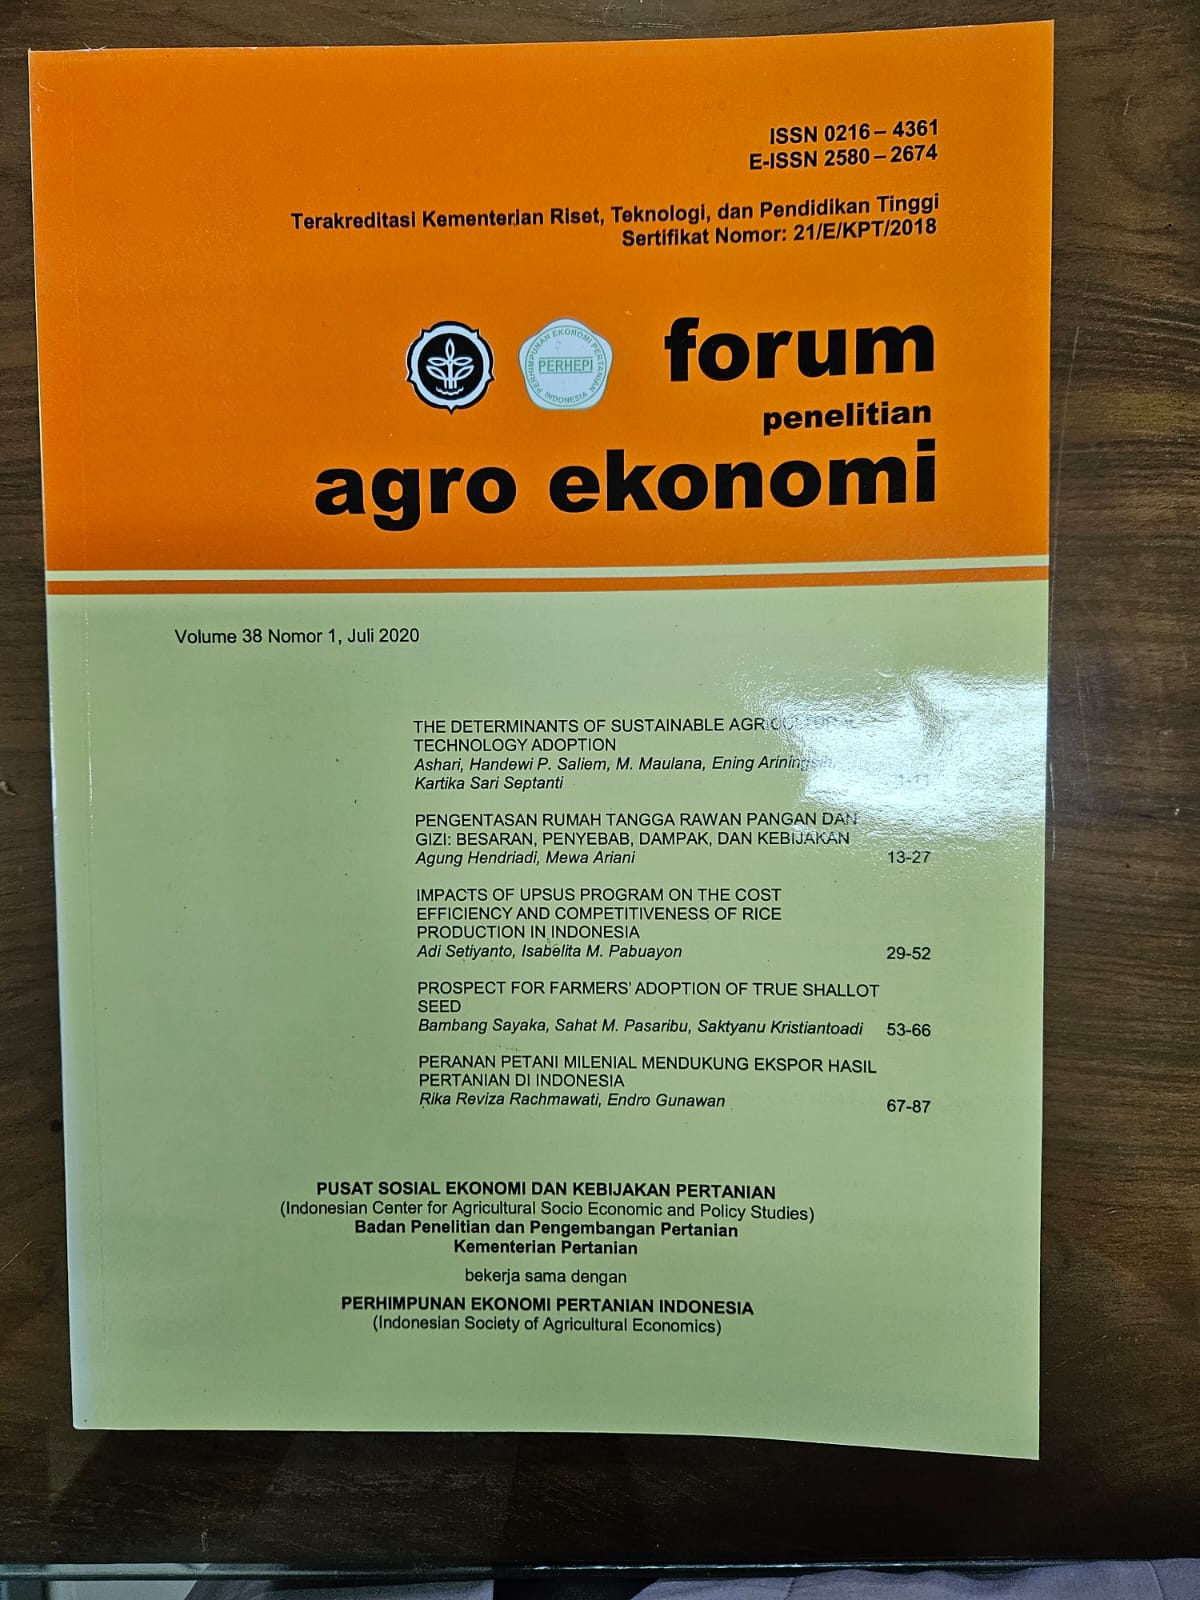 ISSN 0216 – 4361
E-ISSN 2580 – 2674
Terakreditasi Kementerian Riset, Teknologi, dan Pendidikan Tinggi
Sertifikat Nomor: 21/E/KPT/2018
PERHIMPUNAN EKONOMI PERTANIAN
PERHEPI
INDONESIA
forum
penelitian
agro ekonomi
Volume 38 Nomor 1, Juli 2020
THE DETERMINANTS OF SUSTAINABLE
TECHNOLOGY ADOPTION
Ashari, Handewi P. Saliem, M. Maulana, Ening Ariningsih,
Kartika Sari Septanti
PENGENTASAN RUMAH TANGGA RAWAN PANGAN DAN
GIZI: BESARAN, PENYEBAB, DAMPAK, DAN KEBIJAKAN
Agung Hendriadi, Mewa Ariani 13-27
IMPACTS OF UPSUS PROGRAM ON THE COST
EFFICIENCY AND COMPETITIVENESS OF RICE
PRODUCTION IN INDONESIA
Adi Setiyanto, Isabelita M. Pabuayon 29-52
PROSPECT FOR FARMERS' ADOPTION OF TRUE SHALLOT
SEED
Bambang Sayaka, Sahat M. Pasaribu, Saktyanu Kristiantoadi 53-66
PERANAN PETANI MILENIAL MENDUKUNG EKSPOR HASIL
PERTANIAN DI INDONESIA
Rika Reviza Rachmawati, Endro Gunawan 67-87
PUSAT SOSIAL EKONOMI DAN KEBIJAKAN PERTANIAN
(Indonesian Center for Agricultural Socio Economic and Policy Studies)
Badan Penelitian dan Pengembangan Pertanian
Kementerian Pertanian
bekerja sama dengan
PERHIMPUNAN EKONOMI PERTANIAN INDONESIA
(Indonesian Society of Agricultural Economics)